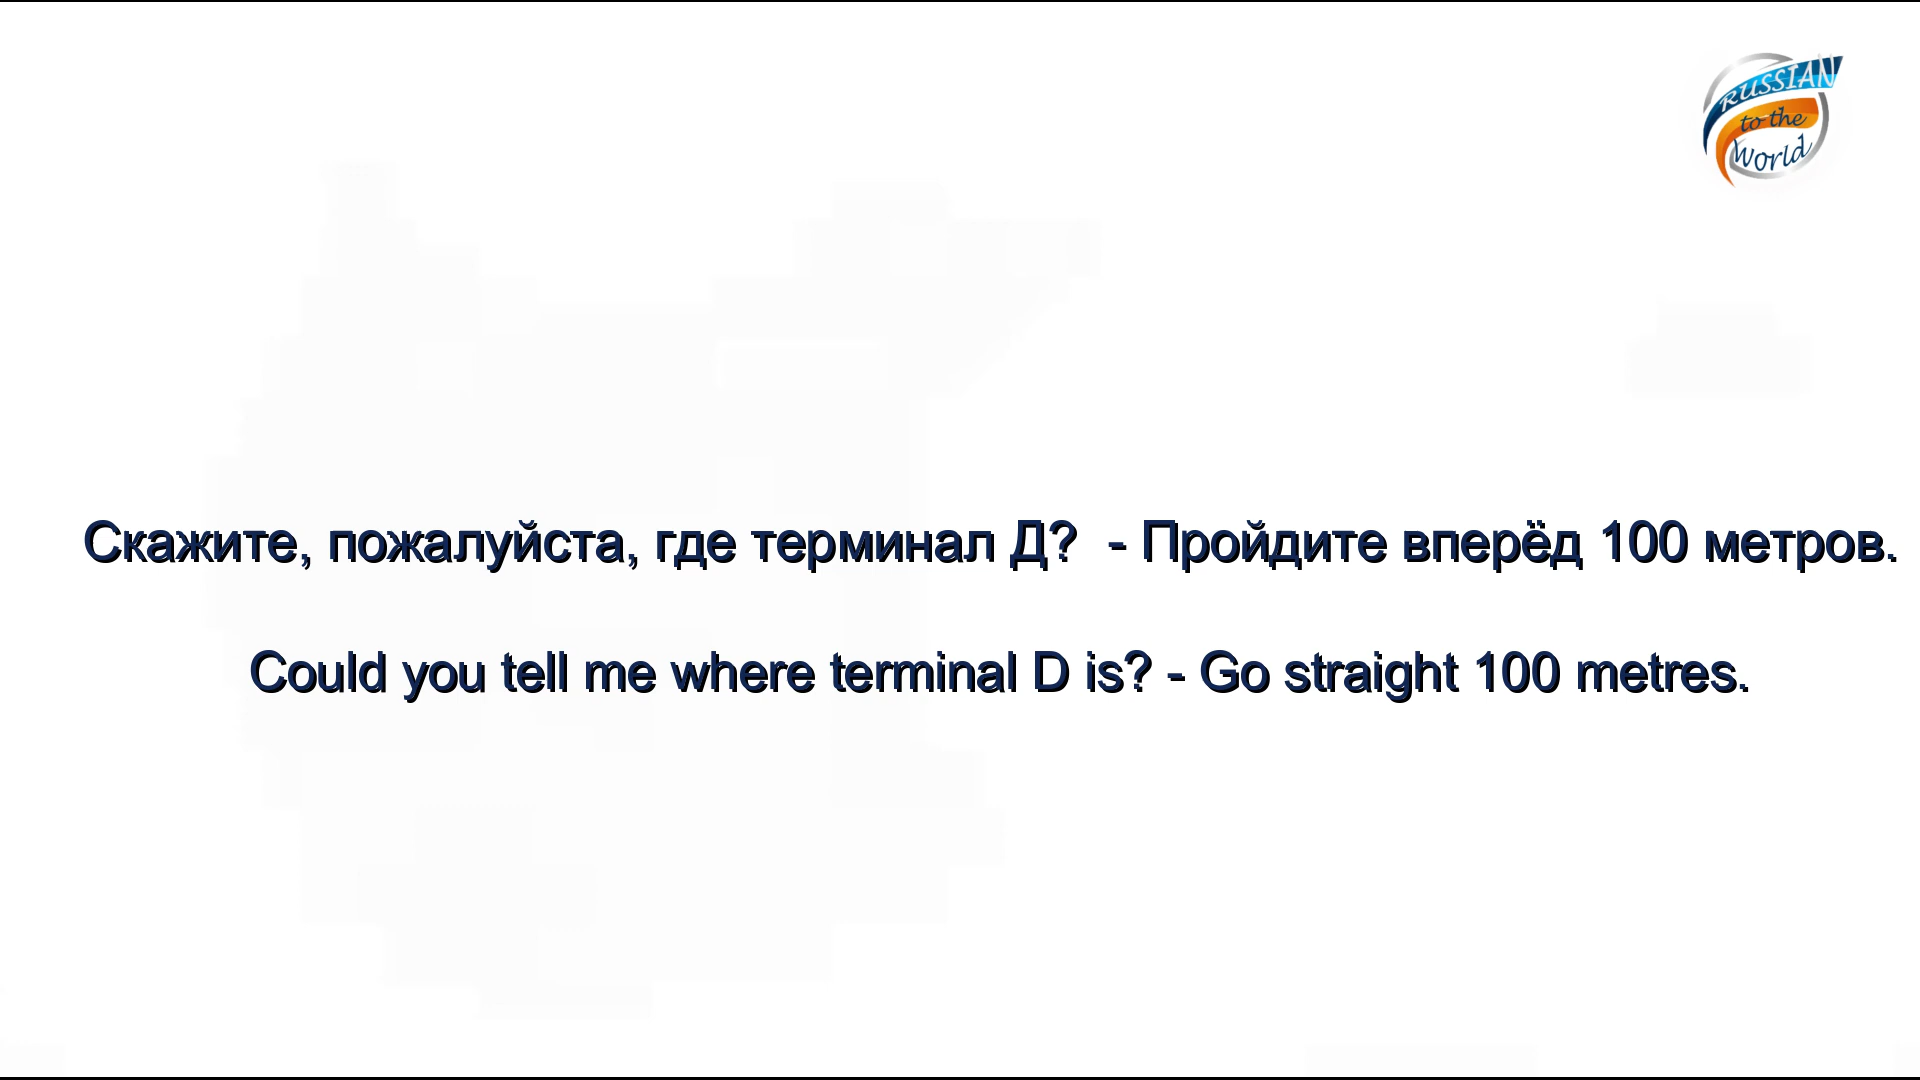 RUSSIAN
to the
World
Скажите, пожалуйста, где терминал Д?  - Пройдите вперёд 100 метров.
Could you tell me where terminal D is? - Go straight 100 metres.